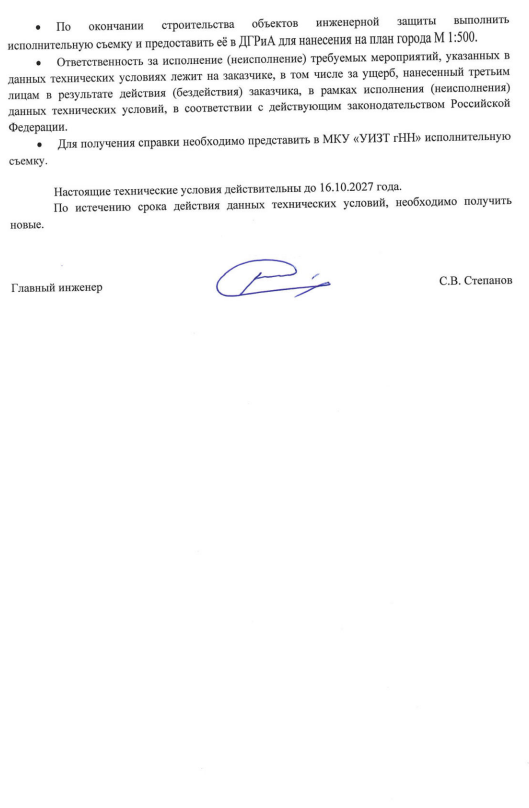 • По окончании строительства объектов инженерной защиты выполнить
исполнительную съемку и предоставить её в ДГРиА для нанесения на план города М 1:500.
• Ответственность за исполнение (неисполнение) требуемых мероприятий, указанных в
данных технических условиях лежит на заказчике, в том числе за ущерб, нанесенный третьим
лицам в результате действия (бездействия) заказчика, в рамках исполнения (неисполнения)
данных технических условий, в соответствии с действующим законодательством Российской
Федерации.
• Для получения справки необходимо представить в МКУ «УИЗТ гНН» исполнительную
съемку.
Настоящие технические условия действительны до 16.10.2027 года.
По истечению срока действия данных технических условий, необходимо получить
новые.
Главный инженер
С.В. Степанов